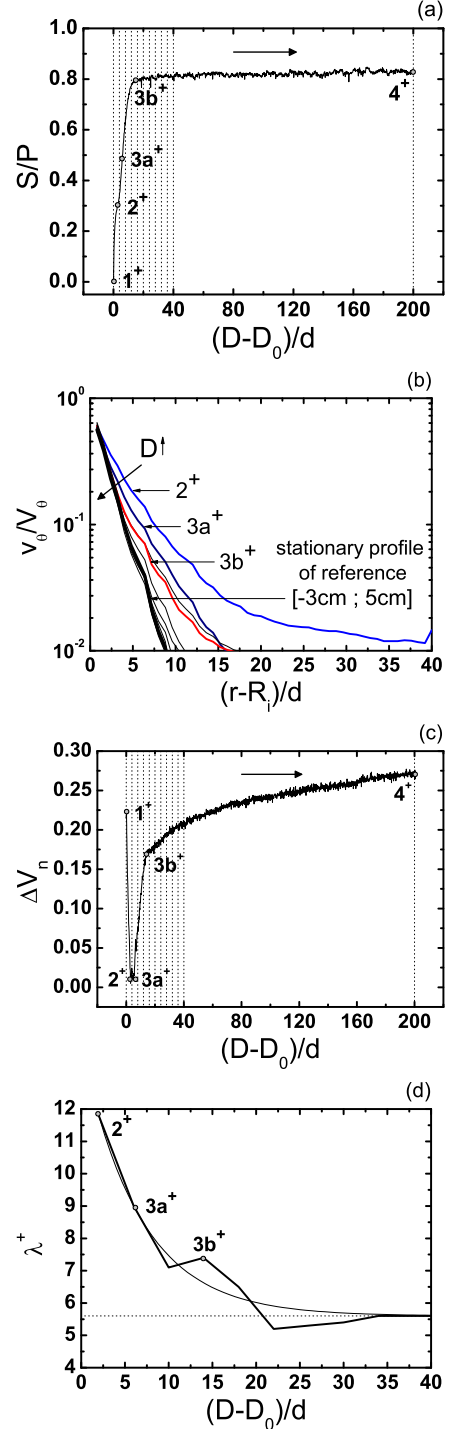 (a)
S/P
1.0
0.8
0.6
0.4
0.2
0.0
1⁺
2⁺
3a⁺
3b⁺
4⁺
0 40 80 120 160 200
(D-D₀)/d
(b)
v_θ/V_θ
10⁰
10⁻¹
10⁻²
D↑
2⁺
3a⁺
3b⁺
stationary profile
of reference
[-3cm ; 5cm]
0 5 10 15 20 25 30 35 40
(r-Rᵢ)/d
(c)
ΔVₙ
0.30
0.25
0.20
0.15
0.10
0.05
0.00
1⁺
2⁺
3a⁺
3b⁺
4⁺
0 40 80 120 160 200
(D-D₀)/d
(d)
λ⁺
12
11
10
9
8
7
6
5
4
2⁺
3a⁺
3b⁺
0 5 10 15 20 25 30 35 40
(D-D₀)/d